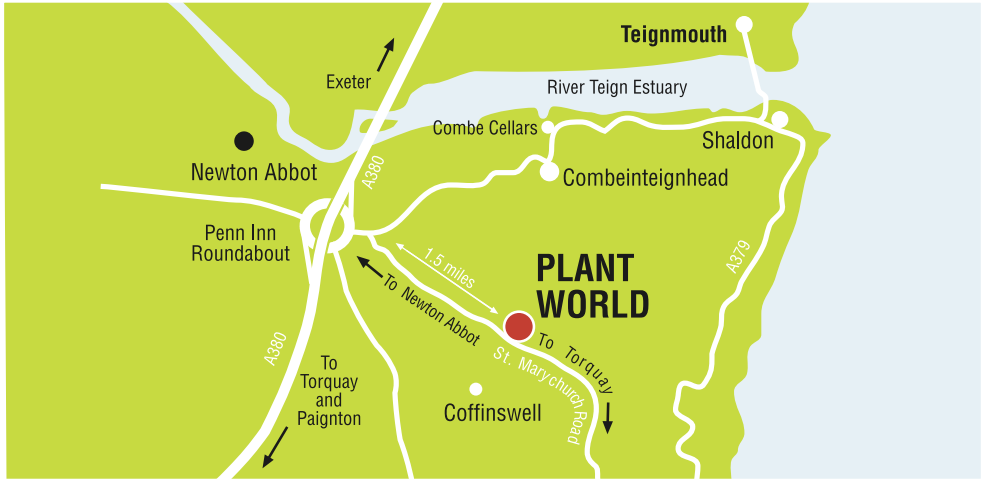 Teignmouth
Exeter
River Teign Estuary
Combe Cellars
Shaldon
Newton Abbot
A380
Combeinteignhead
Penn Inn
Roundabout
A379
1.5 miles
PLANT
WORLD
To Newton Abbot
To Torquay
St. Marychurch Road
A380
To
Torquay
and
Paignton
Coffinswell